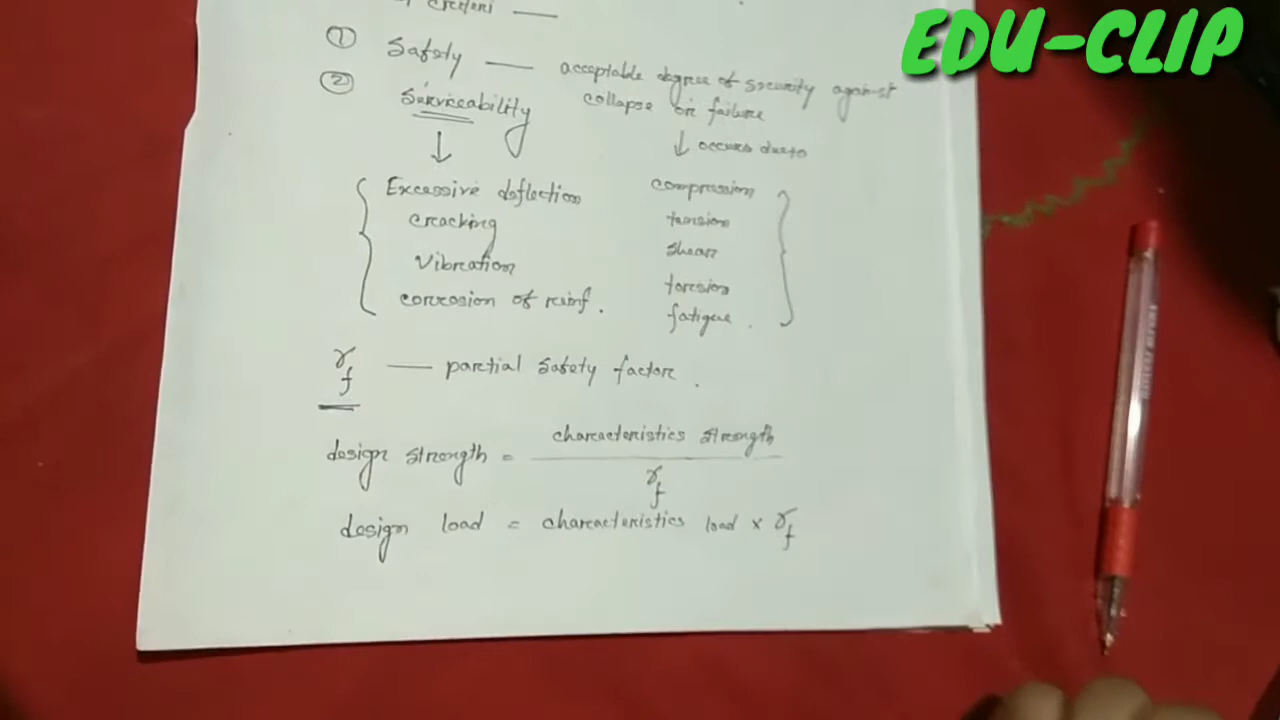 EDU-CLIP
① Safety — acceptable degree of security against
collapse or failure
② Serviceability
↓ occurs due to
Excessive deflection
cracking
Vibration
corrosion of reinf.
compression
tension
shear
torsion
fatigue.
γf — partial safety factor.
design strength = characteristics strength / γf
design load = characteristics load × γf